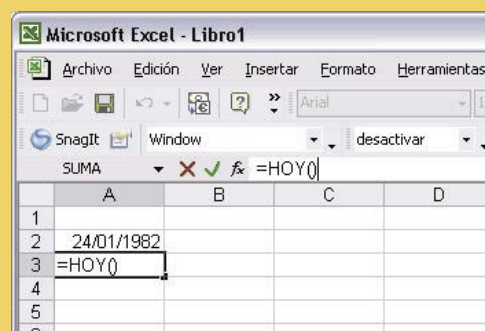 Microsoft Excel - Libro1
Archivo Edición Ver Insertar Formato Herramientas
Arial 1
SnagIt Window desactivar
SUMA =HOY()
A B C D
1
2 24/01/1982
3 =HOY()
4
5